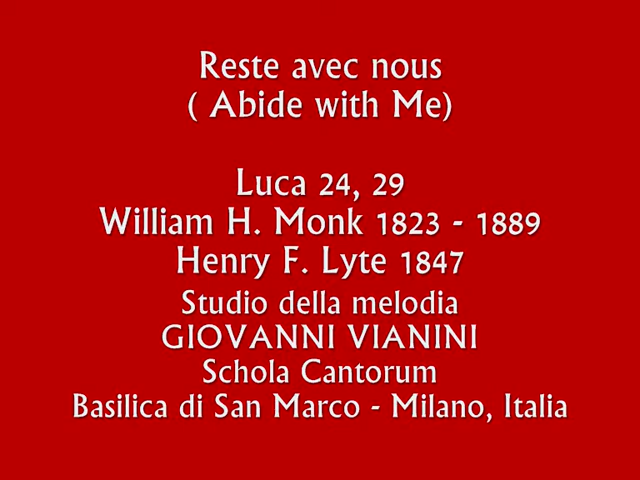 Reste avec nous
( Abide with Me)
Luca 24, 29
William H. Monk 1823 - 1889
Henry F. Lyte 1847
Studio della melodia
GIOVANNI VIANINI
Schola Cantorum
Basilica di San Marco - Milano, Italia